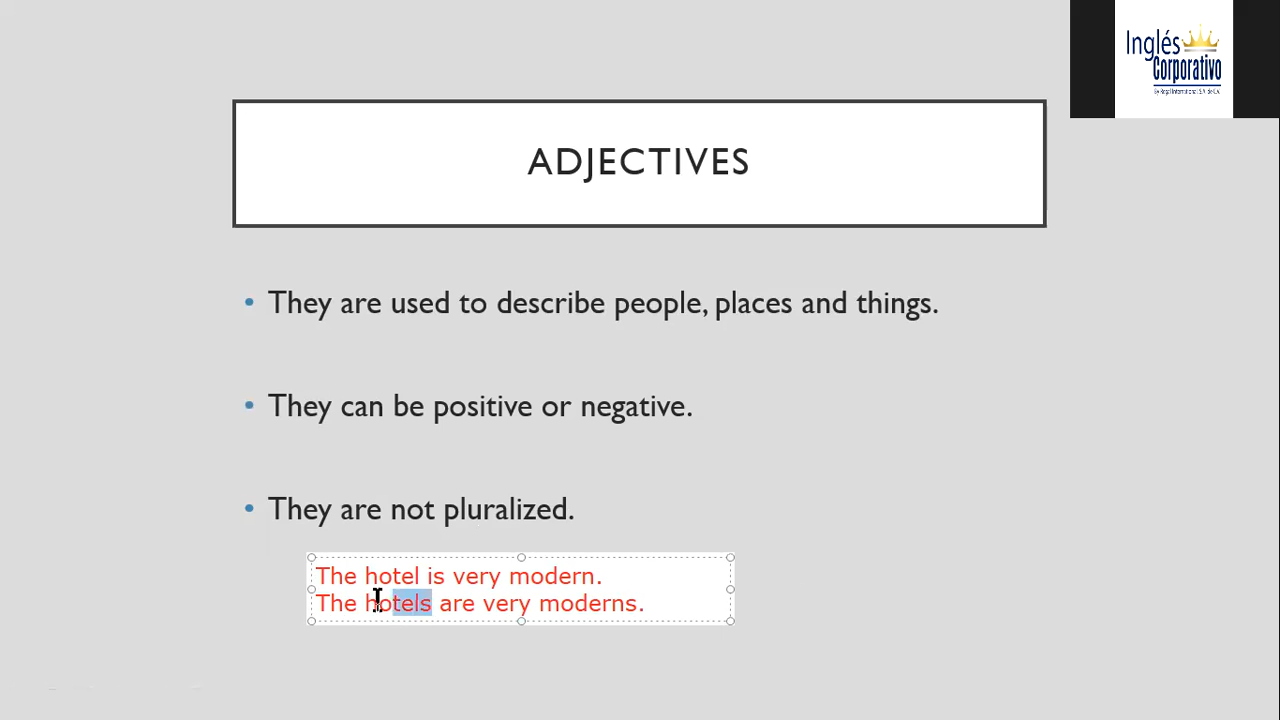 Inglés
Corporativo
ADJECTIVES
• They are used to describe people, places and things.
• They can be positive or negative.
• They are not pluralized.
The hotel is very modern.
The hotels are very moderns.